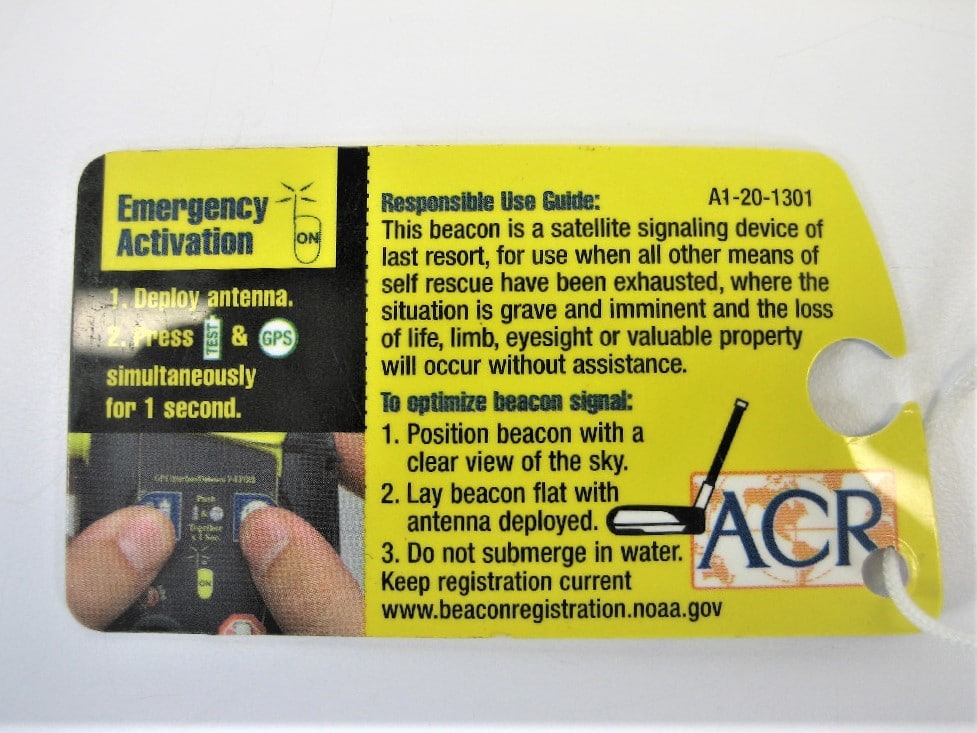 Emergency
Activation
ON
1. Deploy antenna.
2. Press TEST & GPS
simultaneously
for 1 second.
Push
&
Together
ON
Responsible Use Guide:
A1-20-1301
This beacon is a satellite signaling device of
last resort, for use when all other means of
self rescue have been exhausted, where the
situation is grave and imminent and the loss
of life, limb, eyesight or valuable property
will occur without assistance.
To optimize beacon signal:
1. Position beacon with a
clear view of the sky.
2. Lay beacon flat with
antenna deployed.
3. Do not submerge in water.
Keep registration current
www.beaconregistration.noaa.gov
ACR